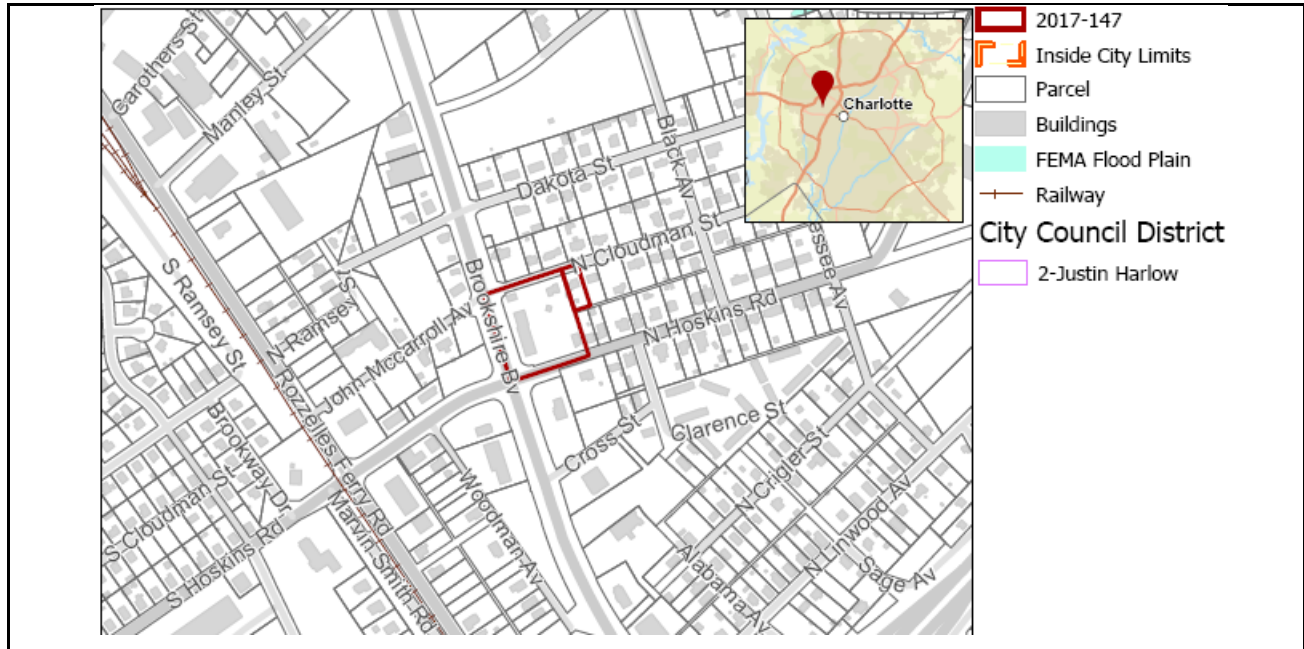 Carothers St
Manley St
Black Av
Dakota St
N Cloudman St
essee Av
S Ramsey St
Brookshire Bv
N Hoskins Rd
N Ramsey
St
John Mccarroll Av
N Rozzelles Ferry Rd
Brookway Dr
Cross St
Clarence St
S Cloudman St
Woodman Av
N Crigler St
N Linwood Av
S Hoskins Rd
Marvin Smith Rd
Alabama Av
Sage Av
Charlotte
2017-147
Inside City Limits
Parcel
Buildings
FEMA Flood Plain
Railway
City Council District
2-Justin Harlow